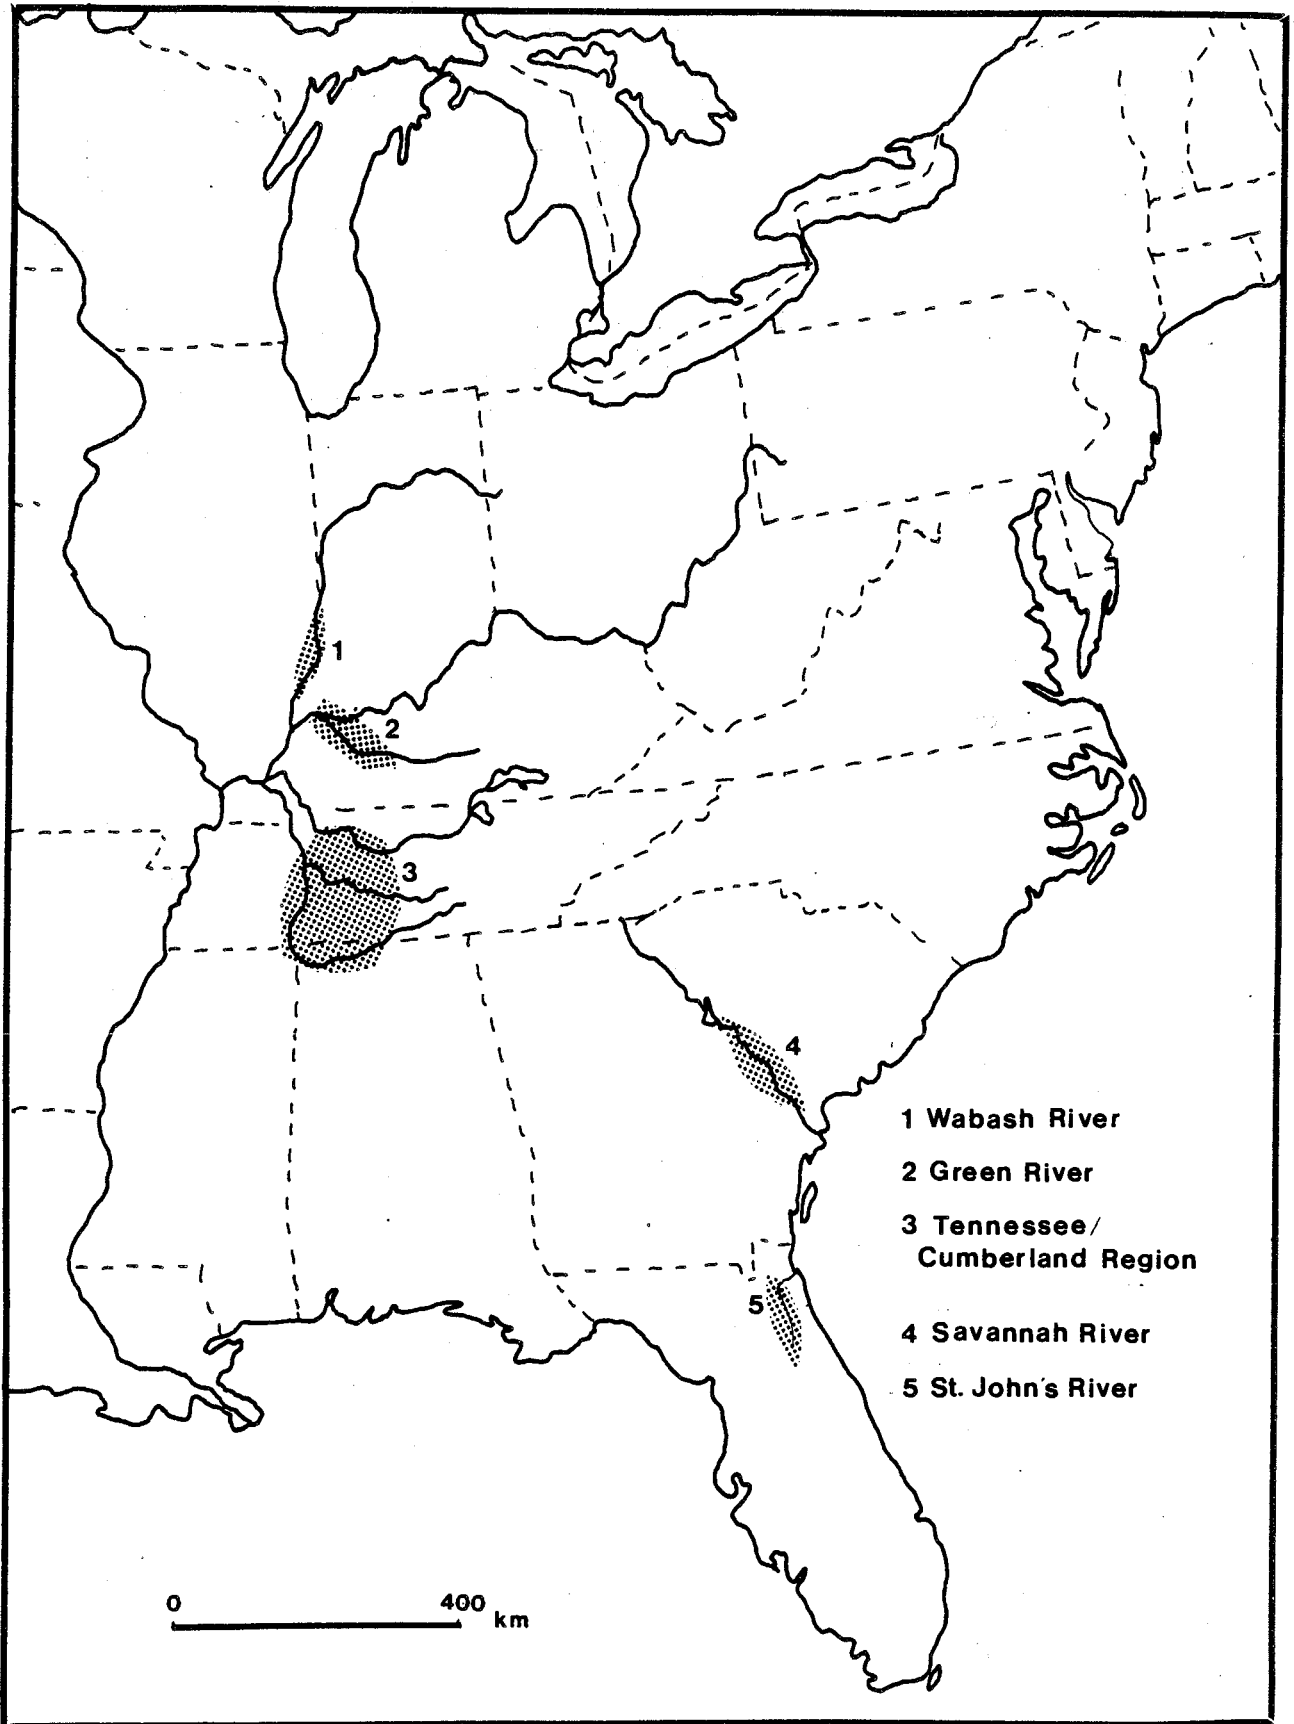 1
2
3
4
5
1 Wabash River
2 Green River
3 Tennessee/
Cumberland Region
4 Savannah River
5 St. John's River
0 400 km